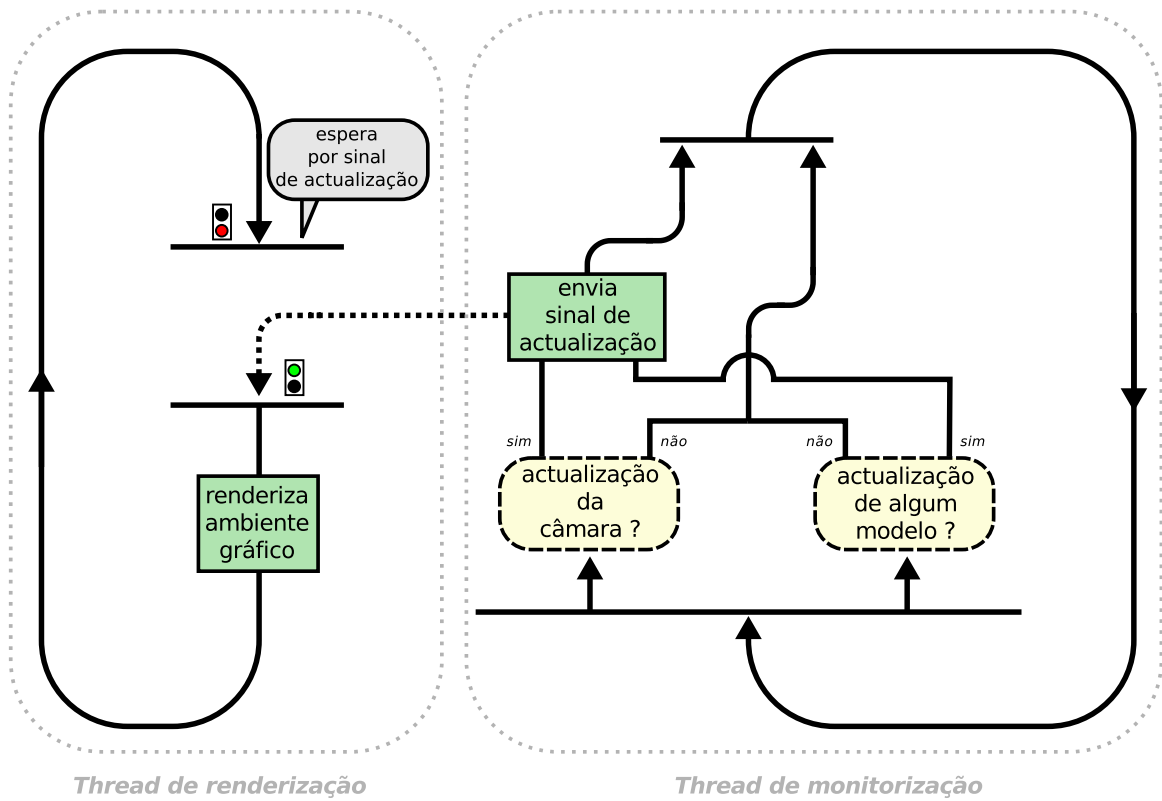 espera
por sinal
de actualização
envia
sinal de
actualização
sim
não
não
sim
actualização
da
câmara ?
actualização
de algum
modelo ?
renderiza
ambiente
gráfico
Thread de renderização
Thread de monitorização